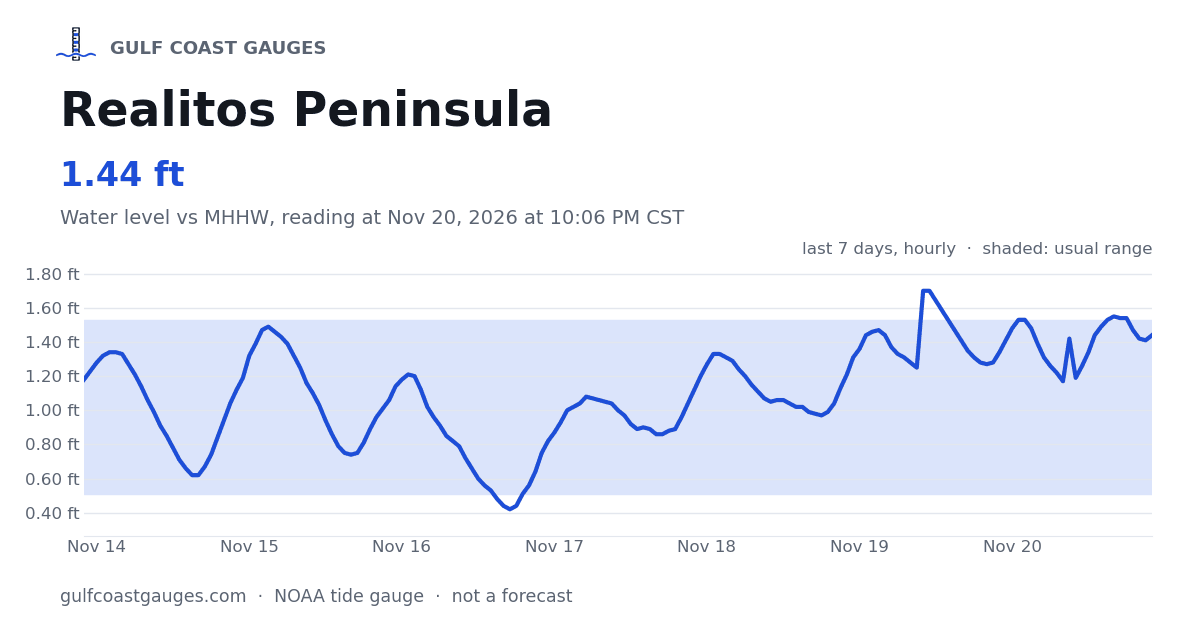 GULF COAST GAUGES
Realitos Peninsula
1.44 ft
Water level vs MHHW, reading at Nov 20, 2026 at 10:06 PM CST
last 7 days, hourly · shaded: usual range
1.80 ft
1.60 ft
1.40 ft
1.20 ft
1.00 ft
0.80 ft
0.60 ft
0.40 ft
Nov 14 Nov 15 Nov 16 Nov 17 Nov 18 Nov 19 Nov 20
gulfcoastgauges.com · NOAA tide gauge · not a forecast